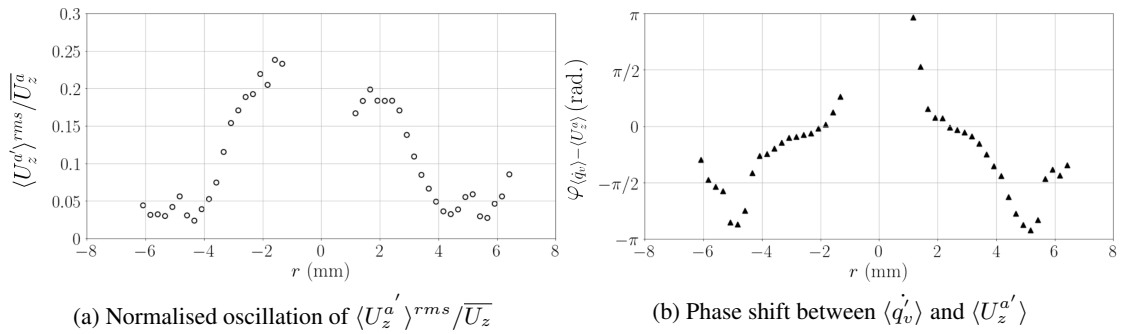 0.3
0.25
0.2
0.15
0.1
0.05
0
⟨U_z^{a'}⟩^{rms}/\overline{U_z^a}
−8 −6 −4 −2 0 2 4 6 8
r (mm)
(a) Normalised oscillation of ⟨U_z^{a'}⟩^{rms}/\overline{U_z}
π
π/2
0
−π/2
−π
φ_{⟨q̇_v⟩−⟨U_z^a⟩} (rad.)
−8 −6 −4 −2 0 2 4 6 8
r (mm)
(b) Phase shift between ⟨q̇_v'⟩ and ⟨U_z^{a'}⟩